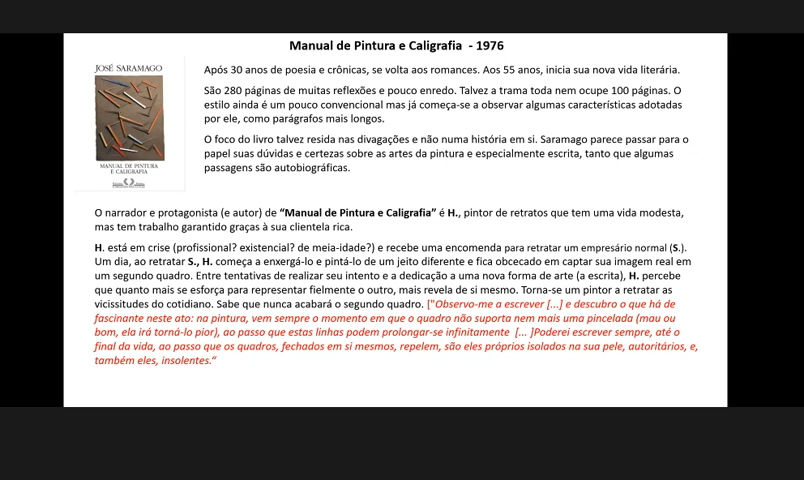 Manual de Pintura e Caligrafia - 1976
JOSÉ SARAMAGO
MANUAL DE PINTURA
E CALIGRAFIA
Após 30 anos de poesia e crônicas, se volta aos romances. Aos 55 anos, inicia sua nova vida literária.
São 280 páginas de muitas reflexões e pouco enredo. Talvez a trama toda nem ocupe 100 páginas. O
estilo ainda é um pouco convencional mas já começa-se a observar algumas características adotadas
por ele, como parágrafos mais longos.
O foco do livro talvez resida nas divagações e não numa história em si. Saramago parece passar para o
papel suas dúvidas e certezas sobre as artes da pintura e especialmente escrita, tanto que algumas
passagens são autobiográficas.
O narrador e protagonista (e autor) de “Manual de Pintura e Caligrafia” é H., pintor de retratos que tem uma vida modesta,
mas tem trabalho garantido graças à sua clientela rica.
H. está em crise (profissional? existencial? de meia-idade?) e recebe uma encomenda para retratar um empresário normal (S.).
Um dia, ao retratar S., H. começa a enxergá-lo e pintá-lo de um jeito diferente e fica obcecado em captar sua imagem real em
um segundo quadro. Entre tentativas de realizar seu intento e a dedicação a uma nova forma de arte (a escrita), H. percebe
que quanto mais se esforça para representar fielmente o outro, mais revela de si mesmo. Torna-se um pintor a retratar as
vicissitudes do cotidiano. Sabe que nunca acabará o segundo quadro. ["Observo-me a escrever [...] e descubro o que há de
fascinante neste ato: na pintura, vem sempre o momento em que o quadro não suporta nem mais uma pincelada (mau ou
bom, ela irá torná-lo pior), ao passo que estas linhas podem prolongar-se infinitamente [... ]Poderei escrever sempre, até o
final da vida, ao passo que os quadros, fechados em si mesmos, repelem, são eles próprios isolados na sua pele, autoritários, e,
também eles, insolentes.“